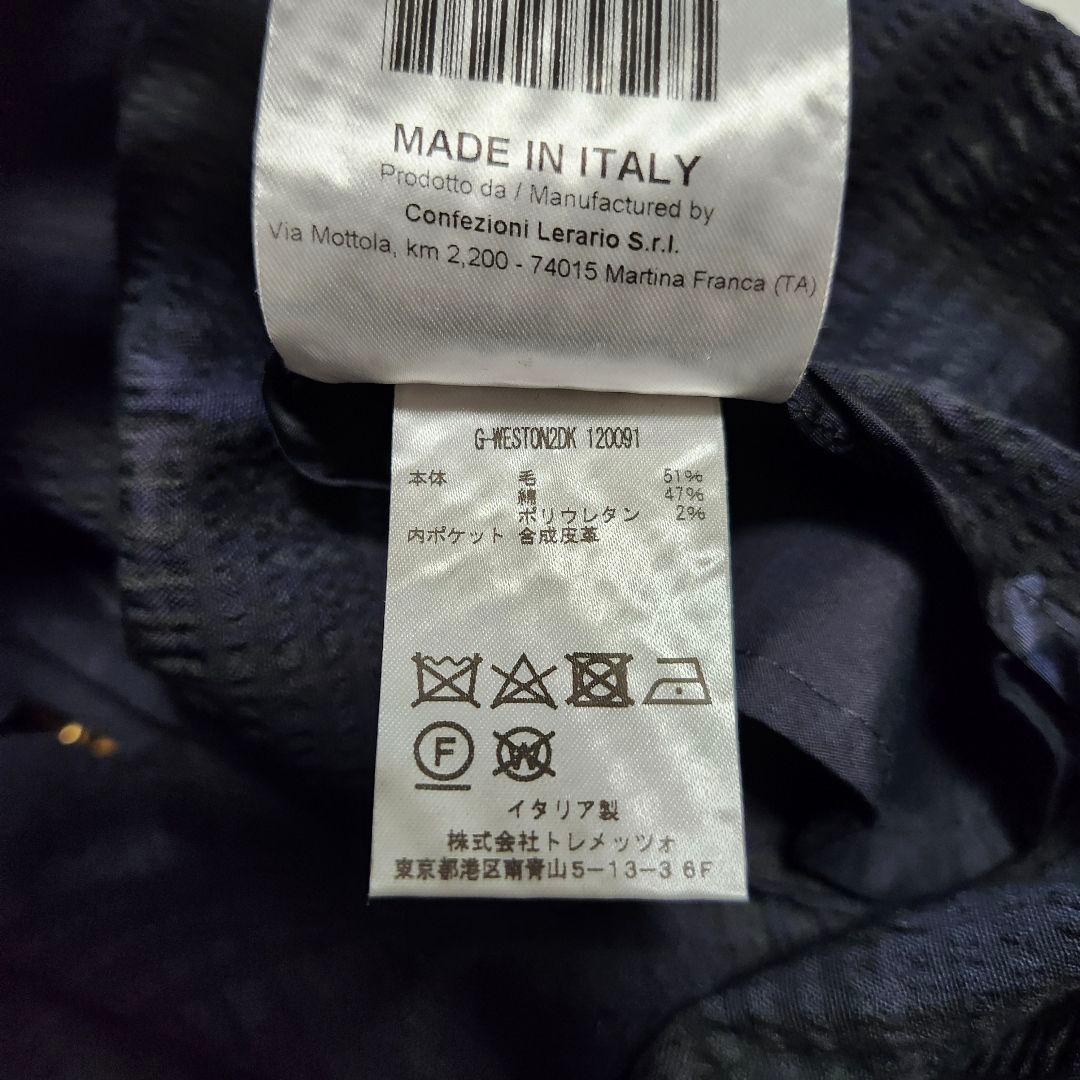 MADE IN ITALY
Prodotto da / Manufactured by
Confezioni Lerario S.r.l.
Via Mottola, km 2,200 - 74015 Martina Franca (TA)
G-WESTON2DK 120091
本体 毛 51%
綿 47%
ポリウレタン 2%
内ポケット 合成皮革
F W
イタリア製
株式会社トレメッツォ
東京都港区南青山5-13-3 6F